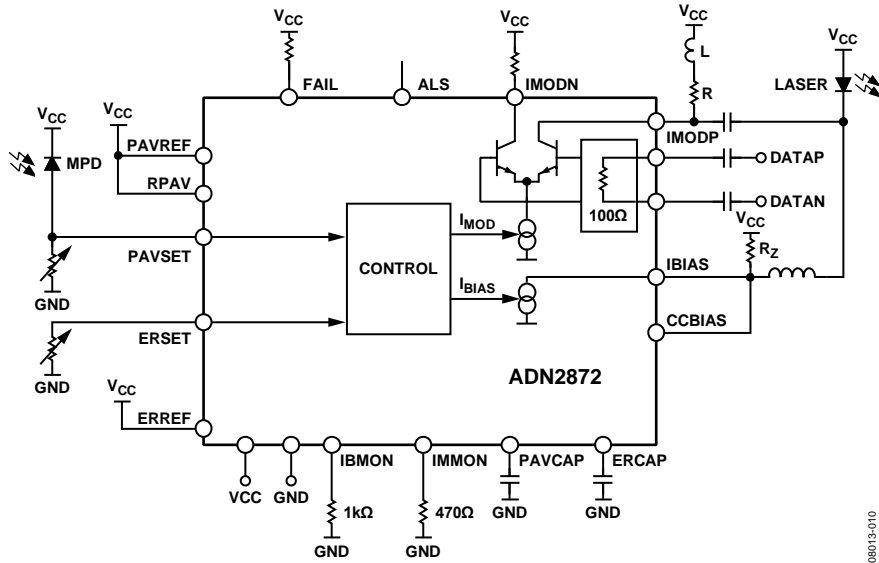 VCC
VCC
VCC
VCC
FAIL
ALS
IMODN
L
LASER
R
VCC
VCC
PAVREF
MPD
RPAV
IMODP
DATAP
DATAN
100Ω
VCC
RZ
PAVSET
GND
CONTROL
IMOD
IBIAS
IBIAS
CCBIAS
ERSET
GND
ADN2872
VCC
ERREF
IBMON
IMMON
PAVCAP
ERCAP
VCC
GND
1kΩ
470Ω
GND
GND
GND
GND
08013-010